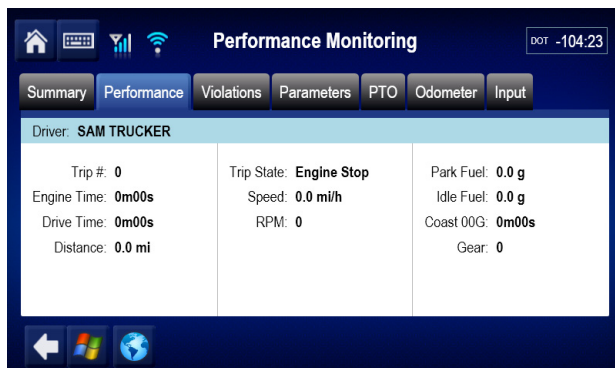 Performance Monitoring
DOT -104:23
Summary Performance Violations Parameters PTO Odometer Input
Driver: SAM TRUCKER
Trip #: 0
Engine Time: 0m00s
Drive Time: 0m00s
Distance: 0.0 mi
Trip State: Engine Stop
Speed: 0.0 mi/h
RPM: 0
Park Fuel: 0.0 g
Idle Fuel: 0.0 g
Coast 00G: 0m00s
Gear: 0